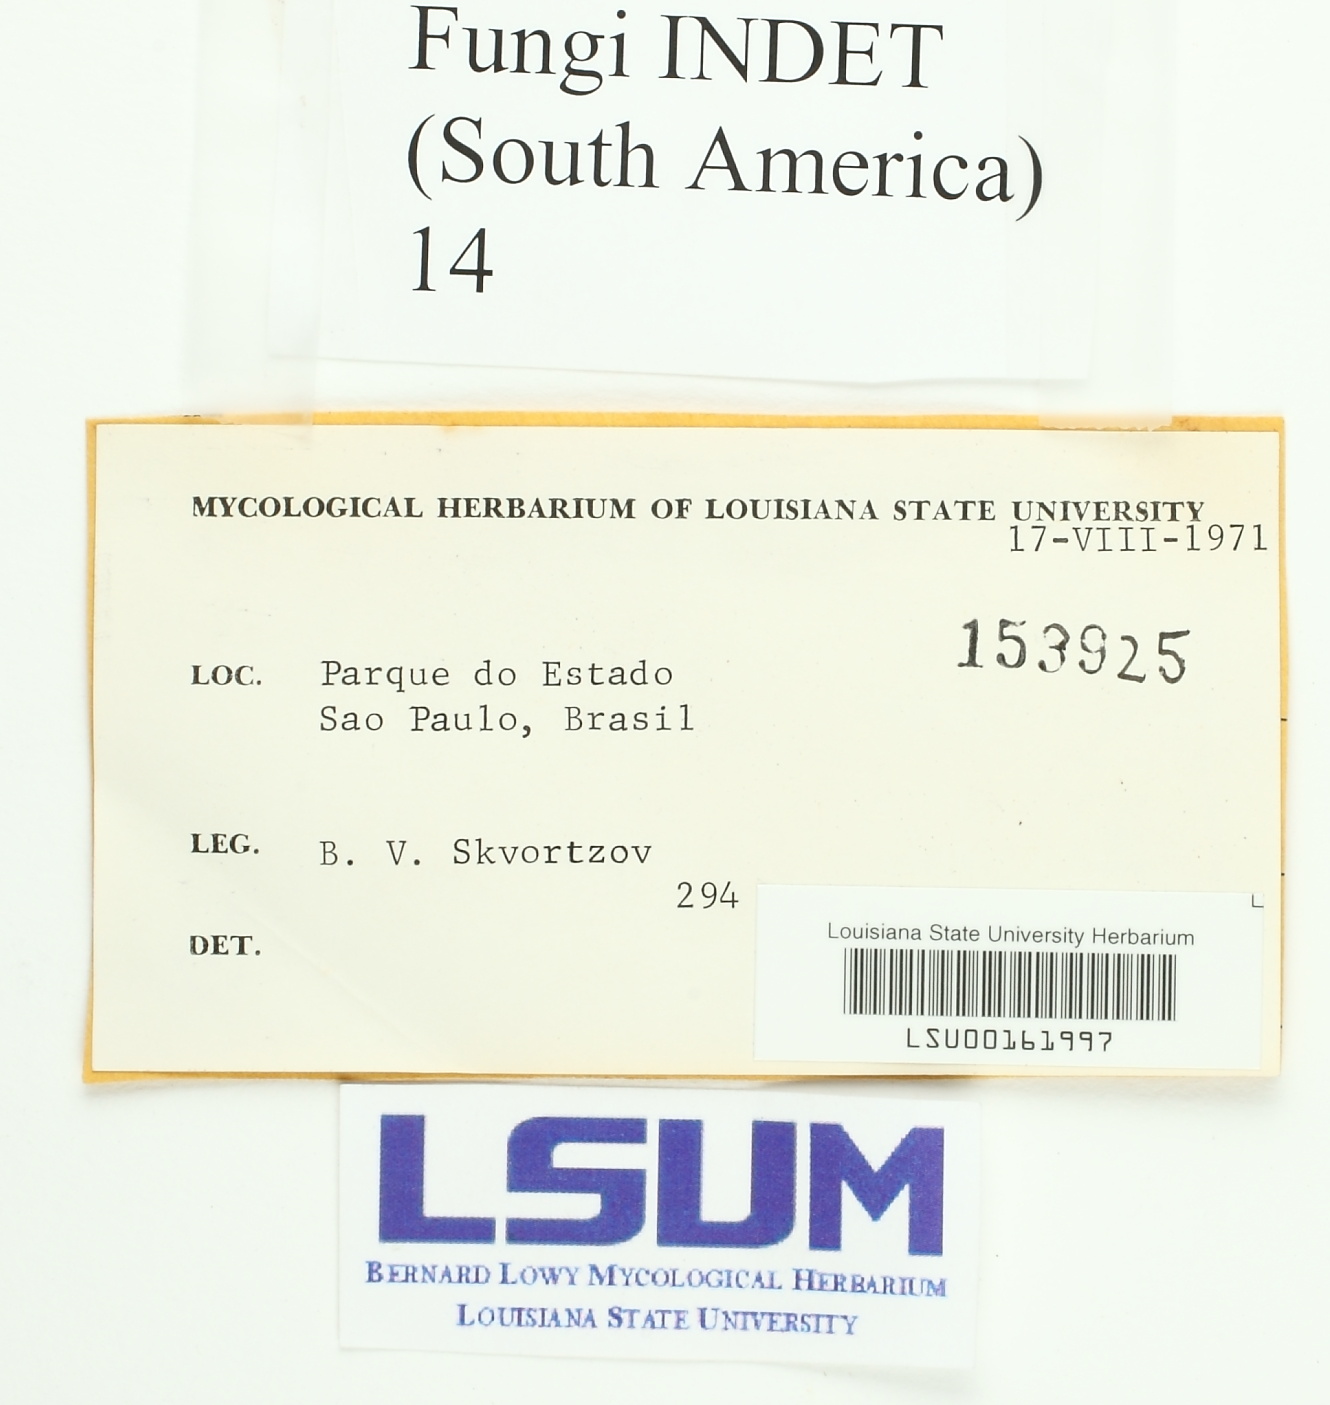 Fungi INDET
(South America)
14
MYCOLOGICAL HERBARIUM OF LOUISIANA STATE UNIVERSITY
17-VIII-1971
153925
LOC. Parque do Estado
Sao Paulo, Brasil
LEG. B. V. Skvortzov
294
DET.
Louisiana State University Herbarium
LSU00161997
LSUM
BERNARD LOWY MYCOLOGICAL HERBARIUM
LOUISIANA STATE UNIVERSITY